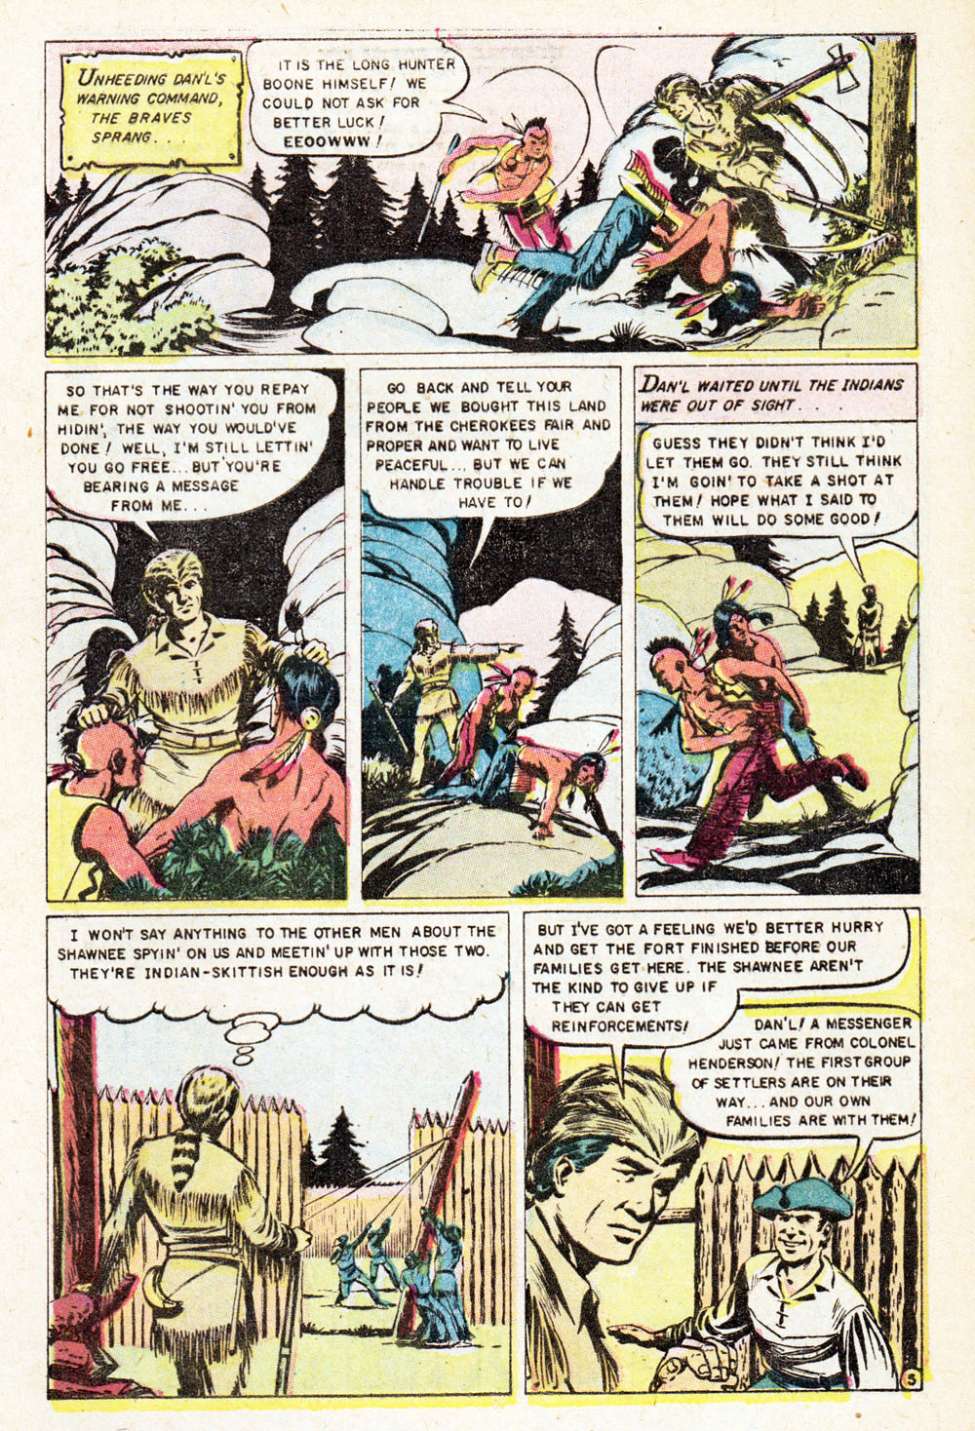 UNHEEDING DAN'L'S
WARNING COMMAND,
THE BRAVES
SPRANG . . .
IT IS THE LONG HUNTER
BOONE HIMSELF! WE
COULD NOT ASK FOR
BETTER LUCK!
EEOOWWW!
SO THAT'S THE WAY YOU REPAY
ME FOR NOT SHOOTIN' YOU FROM
HIDIN', THE WAY YOU WOULD'VE
DONE! WELL, I'M STILL LETTIN'
YOU GO FREE...BUT YOU'RE
BEARING A MESSAGE
FROM ME...
GO BACK AND TELL YOUR
PEOPLE WE BOUGHT THIS LAND
FROM THE CHEROKEES FAIR AND
PROPER AND WANT TO LIVE
PEACEFUL... BUT WE CAN
HANDLE TROUBLE IF WE
HAVE TO!
DAN'L WAITED UNTIL THE INDIANS
WERE OUT OF SIGHT . . . .
GUESS THEY DIDN'T THINK I'D
LET THEM GO. THEY STILL THINK
I'M GOIN' TO TAKE A SHOT AT
THEM! HOPE WHAT I SAID TO
THEM WILL DO SOME GOOD!
I WON'T SAY ANYTHING TO THE OTHER MEN ABOUT THE
SHAWNEE SPYIN' ON US AND MEETIN' UP WITH THOSE TWO.
THEY'RE INDIAN-SKITTISH ENOUGH AS IT IS!
BUT I'VE GOT A FEELING WE'D BETTER HURRY
AND GET THE FORT FINISHED BEFORE OUR
FAMILIES GET HERE. THE SHAWNEE AREN'T
THE KIND TO GIVE UP IF
THEY CAN GET
REINFORCEMENTS!
DAN'L! A MESSENGER
JUST CAME FROM COLONEL
HENDERSON! THE FIRST GROUP
OF SETTLERS ARE ON THEIR
WAY...AND OUR OWN
FAMILIES ARE WITH THEM!
5